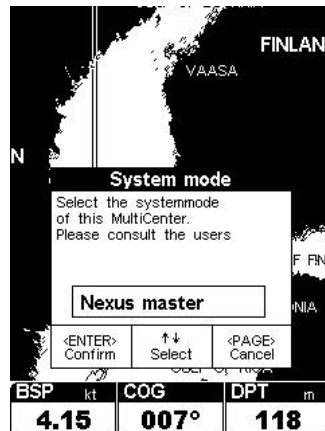 FINLAN
VAASA
N
System mode
Select the systemmode
of this MultiCenter.
Please consult the users
F FIN
Nexus master
NIA
<ENTER> ↑↓ <PAGE>
Confirm Select Cancel
BSP kt COG DPT m
4.15 007° 118